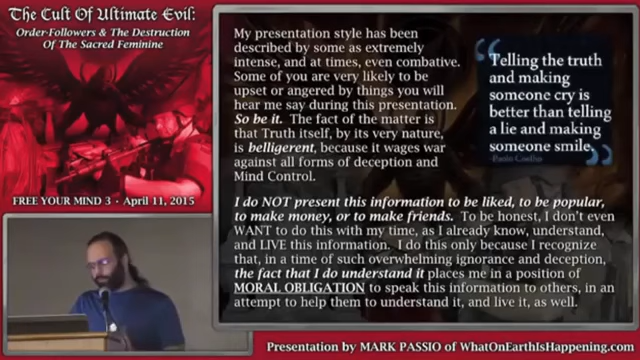 The Cult Of Ultimate Evil:
Order-Followers & The Destruction
Of The Sacred Feminine
FREE YOUR MIND 3 • April 11, 2015
My presentation style has been
described by some as extremely
intense, and at times, even combative.
Some of you are very likely to be
upset or angered by things you will
hear me say during this presentation.
So be it. The fact of the matter is
that Truth itself, by its very nature,
is belligerent, because it wages war
against all forms of deception and
Mind Control.
“Telling the truth
and making
someone cry is
better than telling
a lie and making
someone smile.”
-Paulo Coelho
I do NOT present this information to be liked, to be popular,
to make money, or to make friends. To be honest, I don't even
WANT to do this with my time, as I already know, understand,
and LIVE this information. I do this only because I recognize
that, in a time of such overwhelming ignorance and deception,
the fact that I do understand it places me in a position of
MORAL OBLIGATION to speak this information to others, in an
attempt to help them to understand it, and live it, as well.
Presentation by MARK PASSIO of WhatOnEarthIsHappening.com